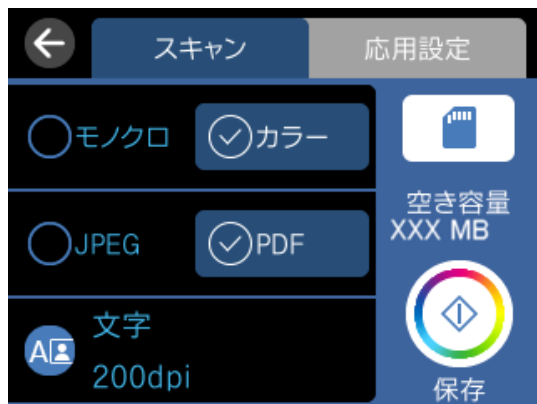 スキャン
応用設定
モノクロ
カラー
空き容量
XXX MB
JPEG
PDF
A
文字
200dpi
保存